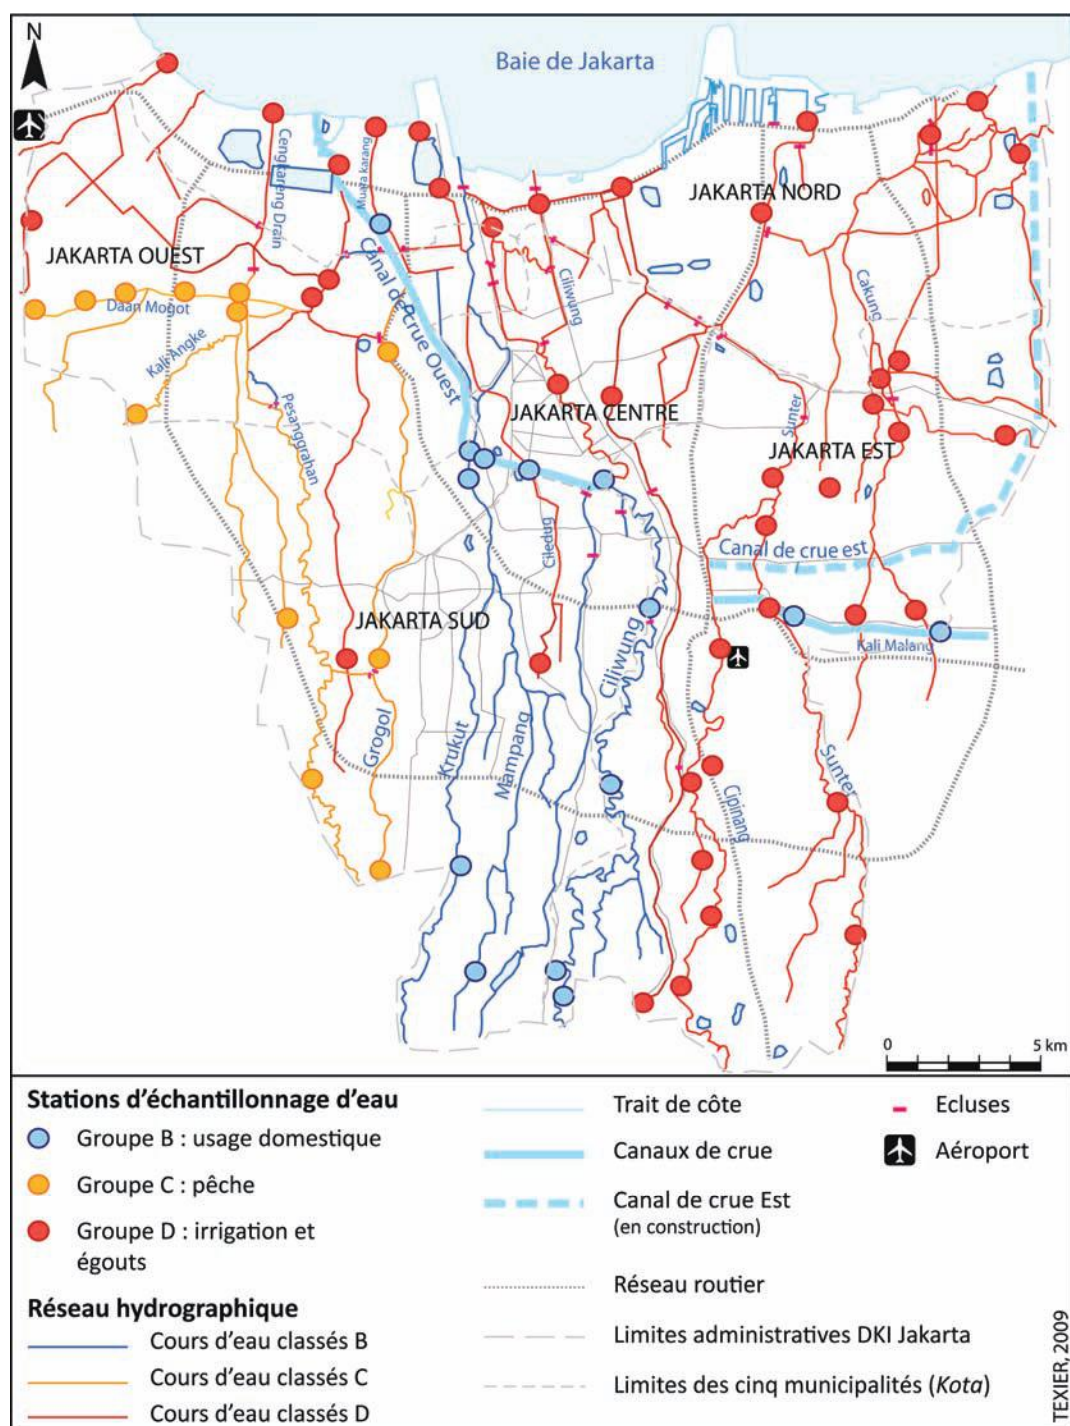 N
Baie de Jakarta
Cengkareng Drain
Muara karang
JAKARTA NORD
JAKARTA OUEST
Canal de crue Ouest
Ciliwung
Cakung
Daan Mogot
Kali Angke
Pesanggrahan
JAKARTA CENTRE
Sunter
JAKARTA EST
Ciledug
Canal de crue est
JAKARTA SUD
Ciliwung
Kali Malang
Grogol
Krukut
Mampang
Cipinang
Sunter
0 5 km
Stations d'échantillonnage d'eau
Groupe B : usage domestique
Groupe C : pêche
Groupe D : irrigation et
égouts
Réseau hydrographique
Cours d'eau classés B
Cours d'eau classés C
Cours d'eau classés D
Trait de côte
Canaux de crue
Canal de crue Est
(en construction)
Réseau routier
Limites administratives DKI Jakarta
Limites des cinq municipalités (Kota)
Ecluses
Aéroport
TEXIER, 2009